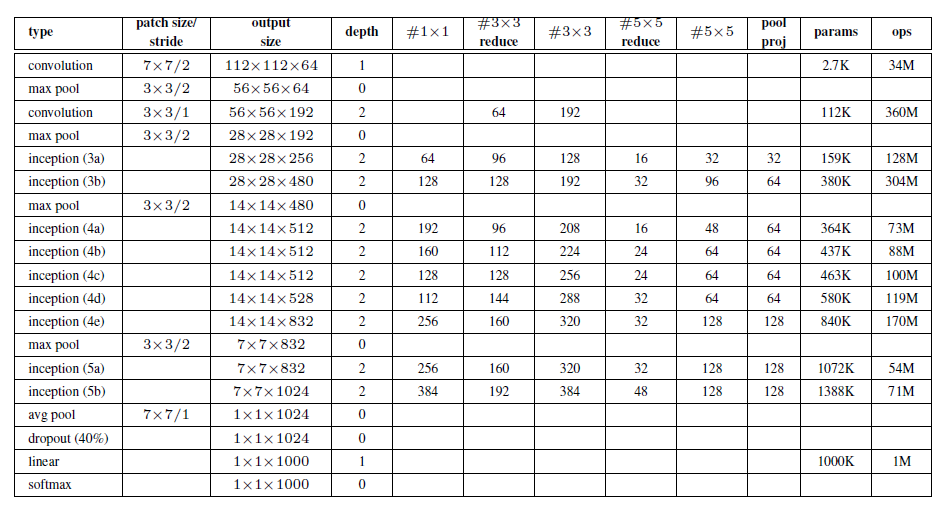 type | patch size/ stride | output size | depth | #1×1 | #3×3 reduce | #3×3 | #5×5 reduce | #5×5 | pool proj | params | ops
convolution | 7×7/2 | 112×112×64 | 1 | | | | | | | 2.7K | 34M
max pool | 3×3/2 | 56×56×64 | 0 | | | | | | | |
convolution | 3×3/1 | 56×56×192 | 2 | | 64 | 192 | | | | 112K | 360M
max pool | 3×3/2 | 28×28×192 | 0 | | | | | | | |
inception (3a) | | 28×28×256 | 2 | 64 | 96 | 128 | 16 | 32 | 32 | 159K | 128M
inception (3b) | | 28×28×480 | 2 | 128 | 128 | 192 | 32 | 96 | 64 | 380K | 304M
max pool | 3×3/2 | 14×14×480 | 0 | | | | | | | |
inception (4a) | | 14×14×512 | 2 | 192 | 96 | 208 | 16 | 48 | 64 | 364K | 73M
inception (4b) | | 14×14×512 | 2 | 160 | 112 | 224 | 24 | 64 | 64 | 437K | 88M
inception (4c) | | 14×14×512 | 2 | 128 | 128 | 256 | 24 | 64 | 64 | 463K | 100M
inception (4d) | | 14×14×528 | 2 | 112 | 144 | 288 | 32 | 64 | 64 | 580K | 119M
inception (4e) | | 14×14×832 | 2 | 256 | 160 | 320 | 32 | 128 | 128 | 840K | 170M
max pool | 3×3/2 | 7×7×832 | 0 | | | | | | | |
inception (5a) | | 7×7×832 | 2 | 256 | 160 | 320 | 32 | 128 | 128 | 1072K | 54M
inception (5b) | | 7×7×1024 | 2 | 384 | 192 | 384 | 48 | 128 | 128 | 1388K | 71M
avg pool | 7×7/1 | 1×1×1024 | 0 | | | | | | | |
dropout (40%) | | 1×1×1024 | 0 | | | | | | | |
linear | | 1×1×1000 | 1 | | | | | | | 1000K | 1M
softmax | | 1×1×1000 | 0 | | | | | | | |